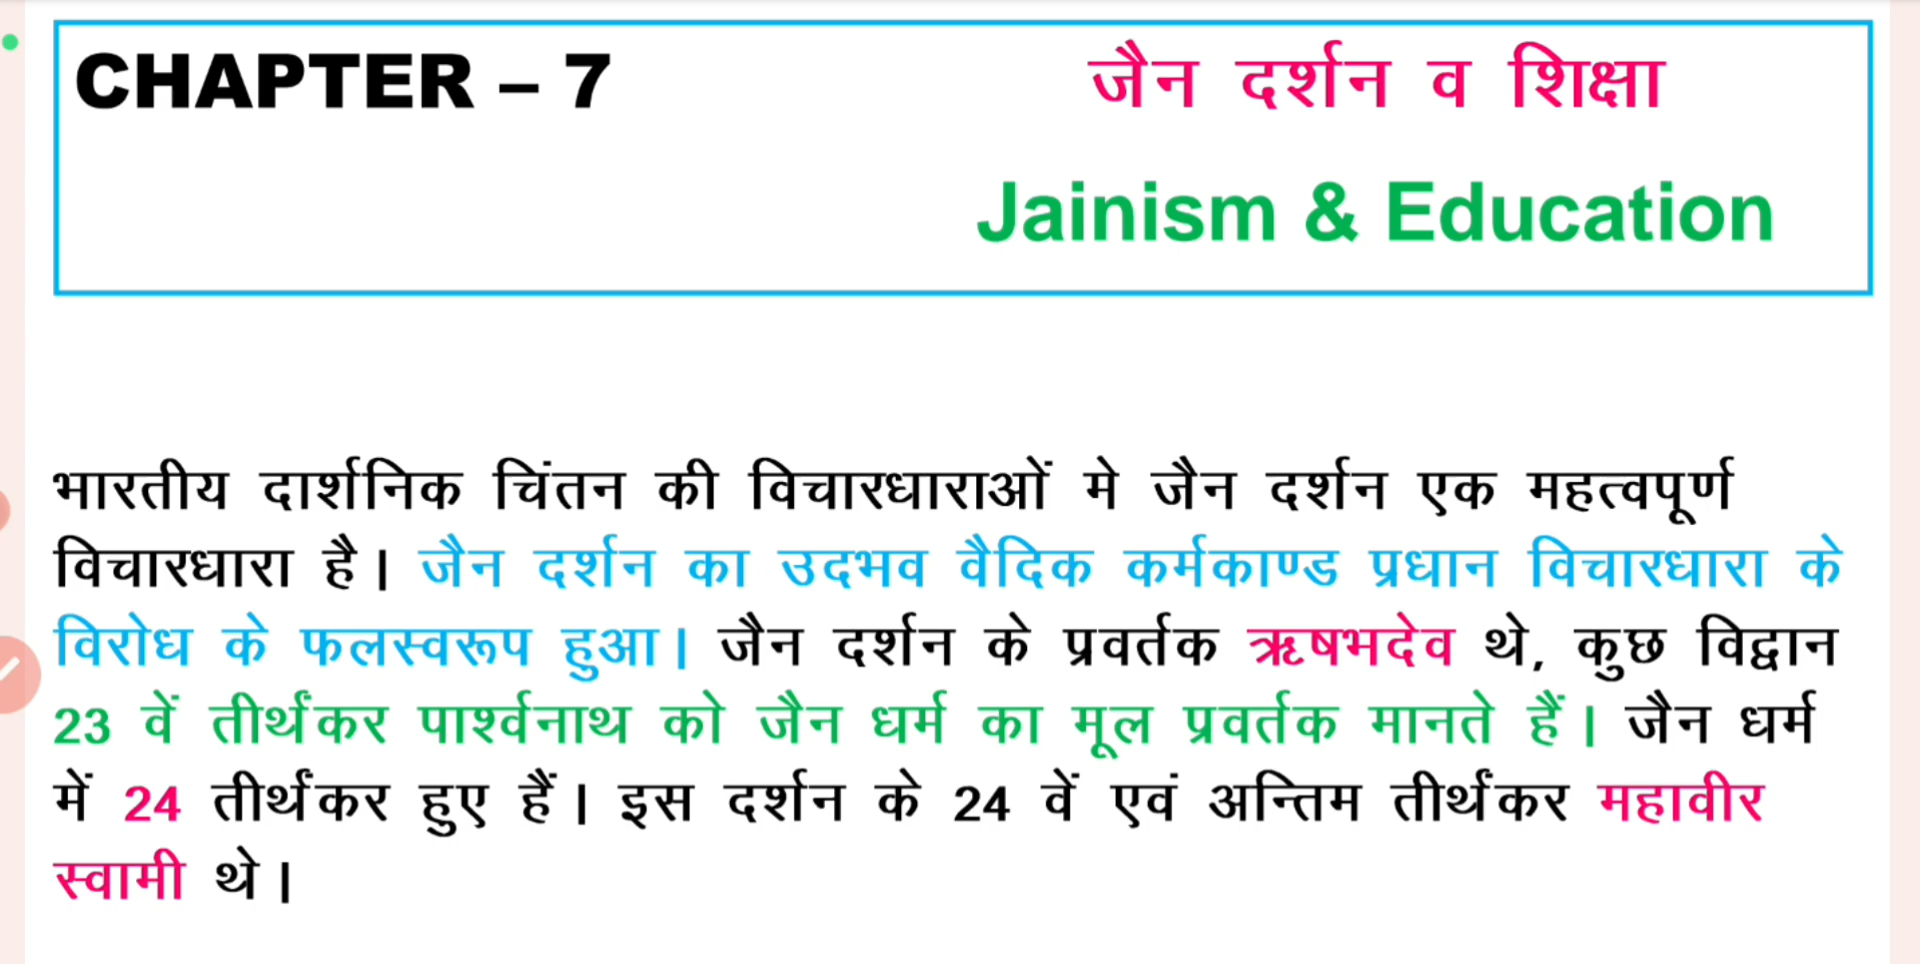 CHAPTER – 7
जैन दर्शन व शिक्षा
Jainism & Education
भारतीय दार्शनिक चिंतन की विचारधाराओं मे जैन दर्शन एक महत्वपूर्ण
विचारधारा है। जैन दर्शन का उदभव वैदिक कर्मकाण्ड प्रधान विचारधारा के
विरोध के फलस्वरूप हुआ। जैन दर्शन के प्रवर्तक ऋषभदेव थे, कुछ विद्वान
23 वें तीर्थंकर पार्श्वनाथ को जैन धर्म का मूल प्रवर्तक मानते हैं। जैन धर्म
में 24 तीर्थंकर हुए हैं। इस दर्शन के 24 वें एवं अन्तिम तीर्थंकर महावीर
स्वामी थे।